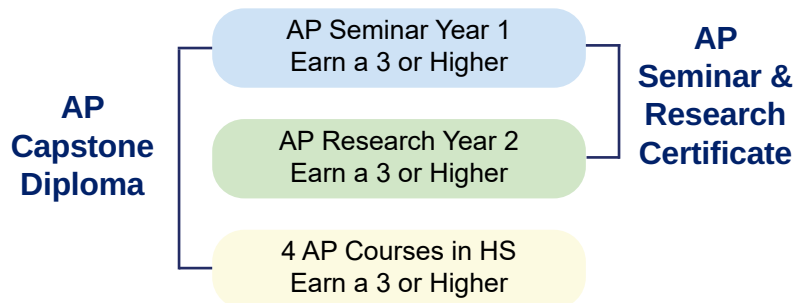 AP
Capstone
Diploma
AP Seminar Year 1
Earn a 3 or Higher
AP Research Year 2
Earn a 3 or Higher
4 AP Courses in HS
Earn a 3 or Higher
AP
Seminar &
Research
Certificate